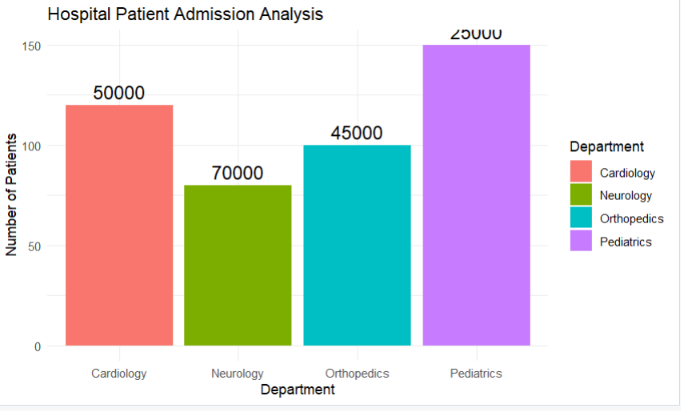 Hospital Patient Admission Analysis
25000
150
50000
45000
100
70000
50
0
Number of Patients
Cardiology
Neurology
Orthopedics
Pediatrics
Department
Department
Cardiology
Neurology
Orthopedics
Pediatrics